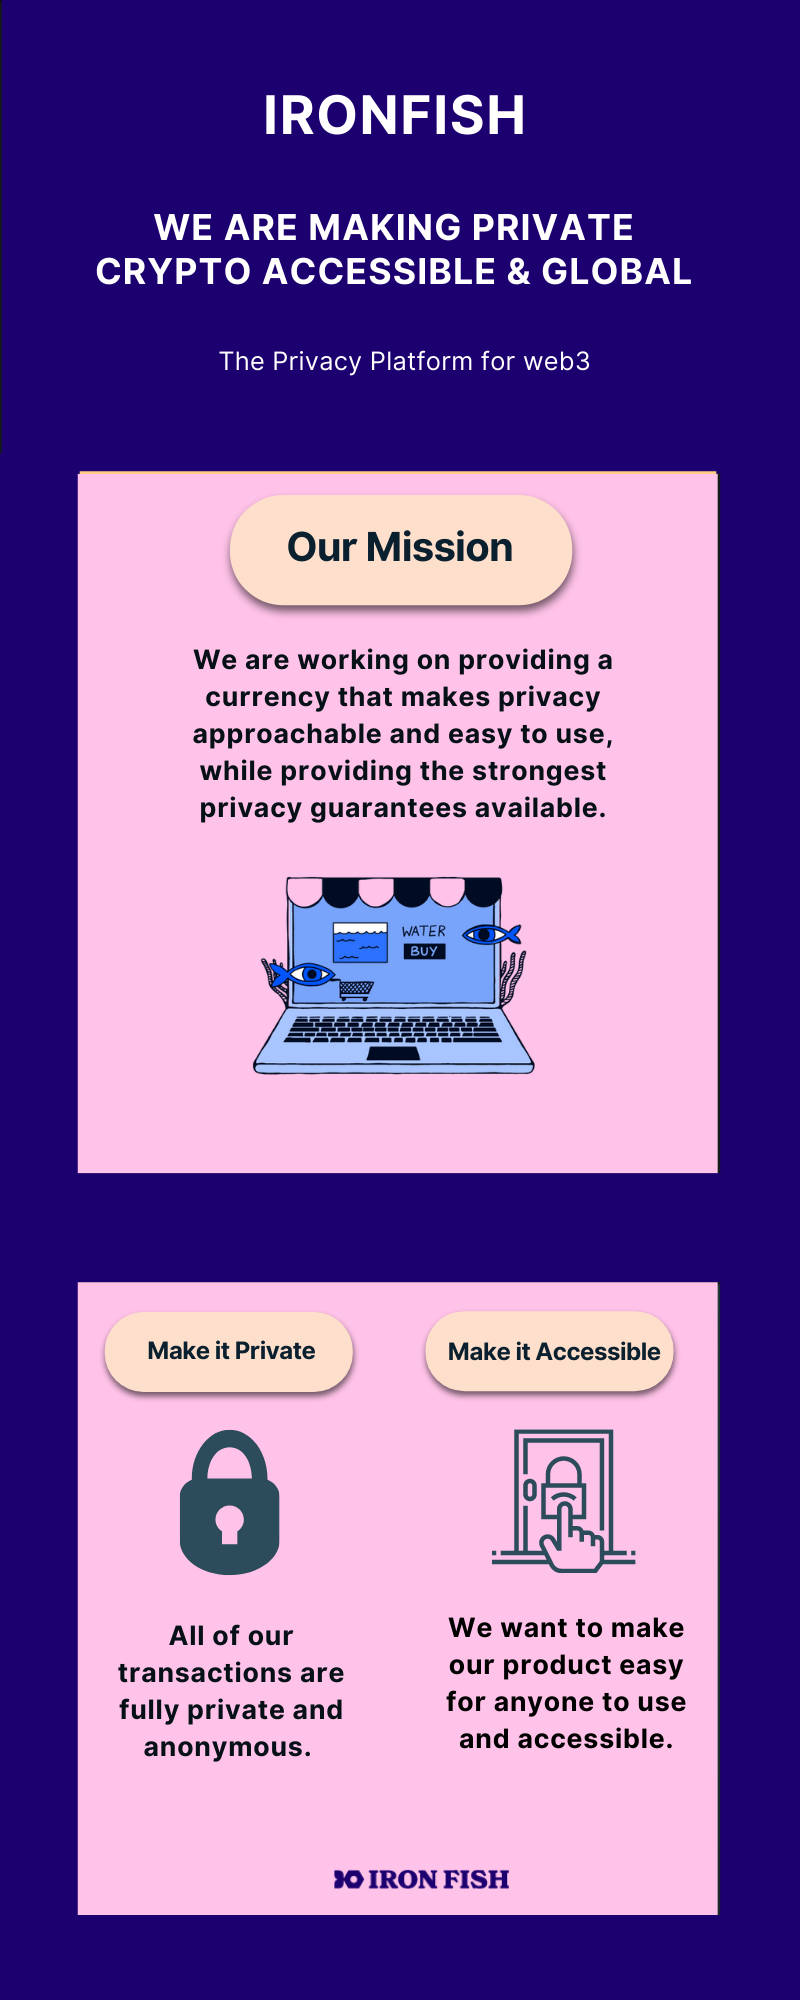 IRONFISH
WE ARE MAKING PRIVATE
CRYPTO ACCESSIBLE & GLOBAL
The Privacy Platform for web3
Our Mission
We are working on providing a
currency that makes privacy
approachable and easy to use,
while providing the strongest
privacy guarantees available.
WATER
BUY
Make it Private
All of our
transactions are
fully private and
anonymous.
Make it Accessible
We want to make
our product easy
for anyone to use
and accessible.
IRON FISH